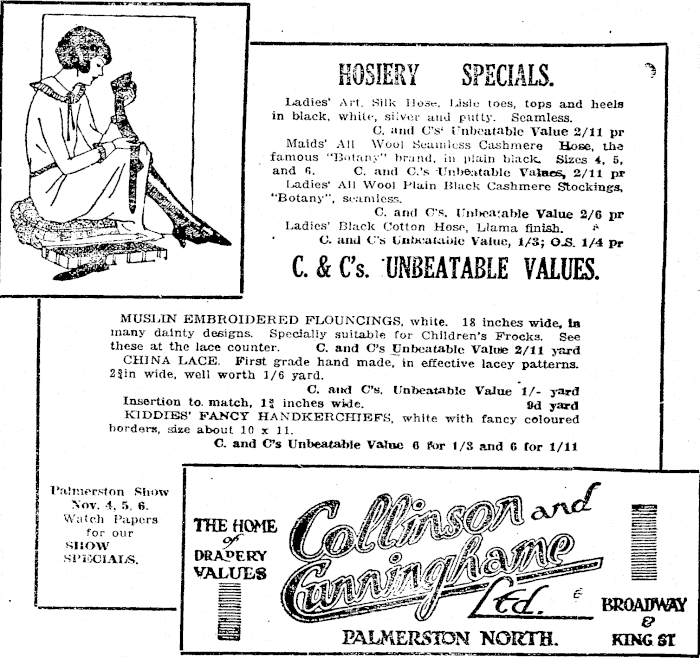 HOSIERY SPECIALS.
Ladies' Art. Silk Hose, Lisle toes, tops and heels
in black, white, silver and putty. Seamless.
C. and C's' Unbeatable Value 2/11 pr
Maids' All Wool Seamless Cashmere Hose, the
famous "Botany" brand, in plain black. Sizes 4, 5,
and 6. C. and C.'s Unbeatable Values, 2/11 pr
Ladies' All Wool Plain Black Cashmere Stockings,
"Botany", seamless.
C. and C's. Unbeatable Value 2/6 pr
Ladies' Black Cotton Hose, Llama finish.
C. and C's Unbeatable Value, 1/3; O.S. 1/4 pr
C. & C's. UNBEATABLE VALUES.
MUSLIN EMBROIDERED FLOUNCINGS, white. 18 inches wide, in
many dainty designs. Specially suitable for Children's Frocks. See
these at the lace counter. C. and C's Unbeatable Value 2/11 yard
CHINA LACE. First grade hand made, in effective lacey patterns.
2¾in wide, well worth 1/6 yard.
C. and C's. Unbeatable Value 1/- yard
Insertion to match, 1¾ inches wide. 9d yard
KIDDIES' FANCY HANDKERCHIEFS, white with fancy coloured
borders, size about 10 x 11.
C. and C's Unbeatable Value 6 for 1/3 and 6 for 1/11
Palmerston Show
Nov. 4, 5, 6.
Watch Papers
for our
SHOW
SPECIALS.
THE HOME
of
DRAPERY
VALUES
Collinson and
Cunninghame
Ltd.
PALMERSTON NORTH.
BROADWAY
&
KING ST